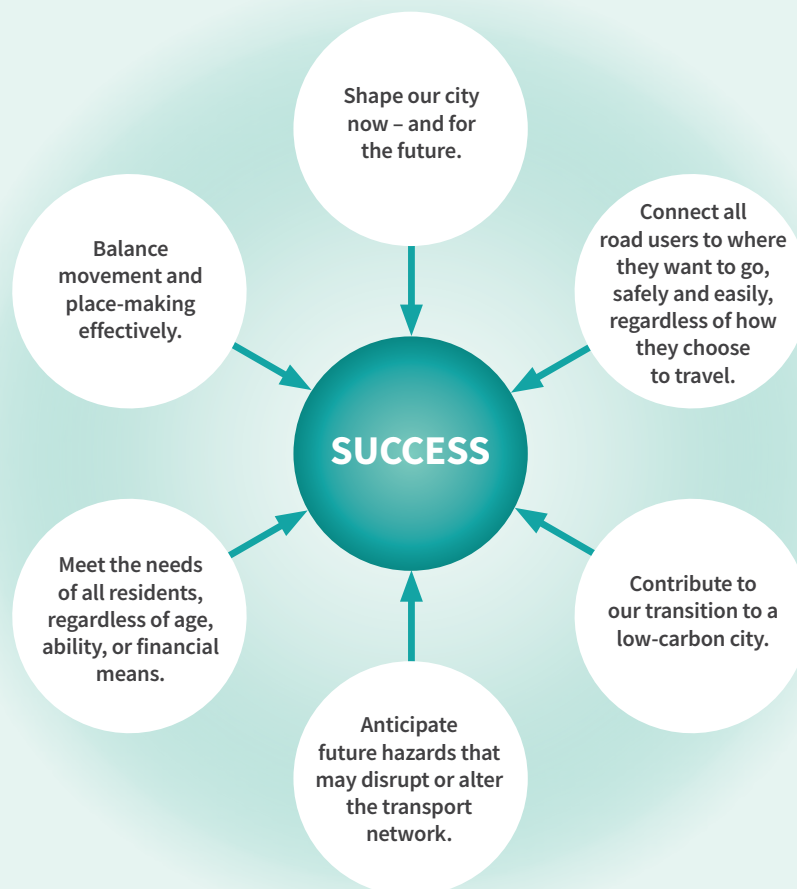 Shape our city
now – and for
the future.
Connect all
road users to where
they want to go,
safely and easily,
regardless of how
they choose
to travel.
Balance
movement and
place-making
effectively.
SUCCESS
Meet the needs
of all residents,
regardless of age,
ability, or financial
means.
Contribute to
our transition to a
low-carbon city.
Anticipate
future hazards that
may disrupt or alter
the transport
network.